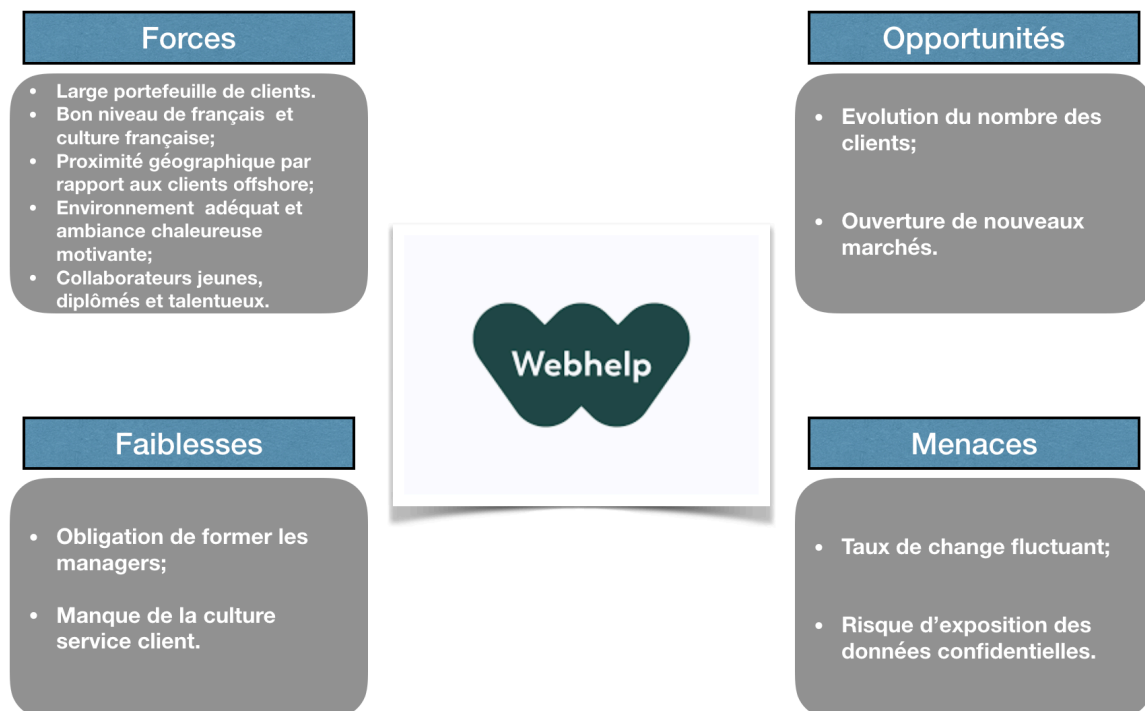 Forces
• Large portefeuille de clients.
• Bon niveau de français et
culture française;
• Proximité géographique par
rapport aux clients offshore;
• Environnement adéquat et
ambiance chaleureuse
motivante;
• Collaborateurs jeunes,
diplômés et talentueux.
Opportunités
• Evolution du nombre des
clients;
• Ouverture de nouveaux
marchés.
Webhelp
Faiblesses
• Obligation de former les
managers;
• Manque de la culture
service client.
Menaces
• Taux de change fluctuant;
• Risque d’exposition des
données confidentielles.